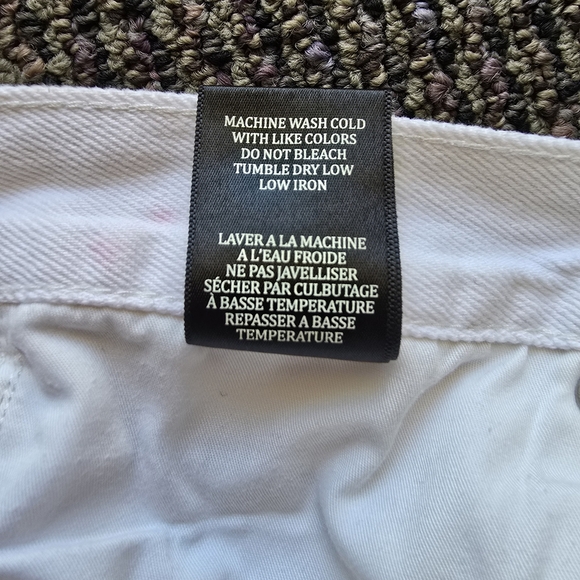 MACHINE WASH COLD
WITH LIKE COLORS
DO NOT BLEACH
TUMBLE DRY LOW
LOW IRON
LAVER A LA MACHINE
A L'EAU FROIDE
NE PAS JAVELLISER
SÉCHER PAR CULBUTAGE
À BASSE TEMPERATURE
REPASSER A BASSE
TEMPERATURE